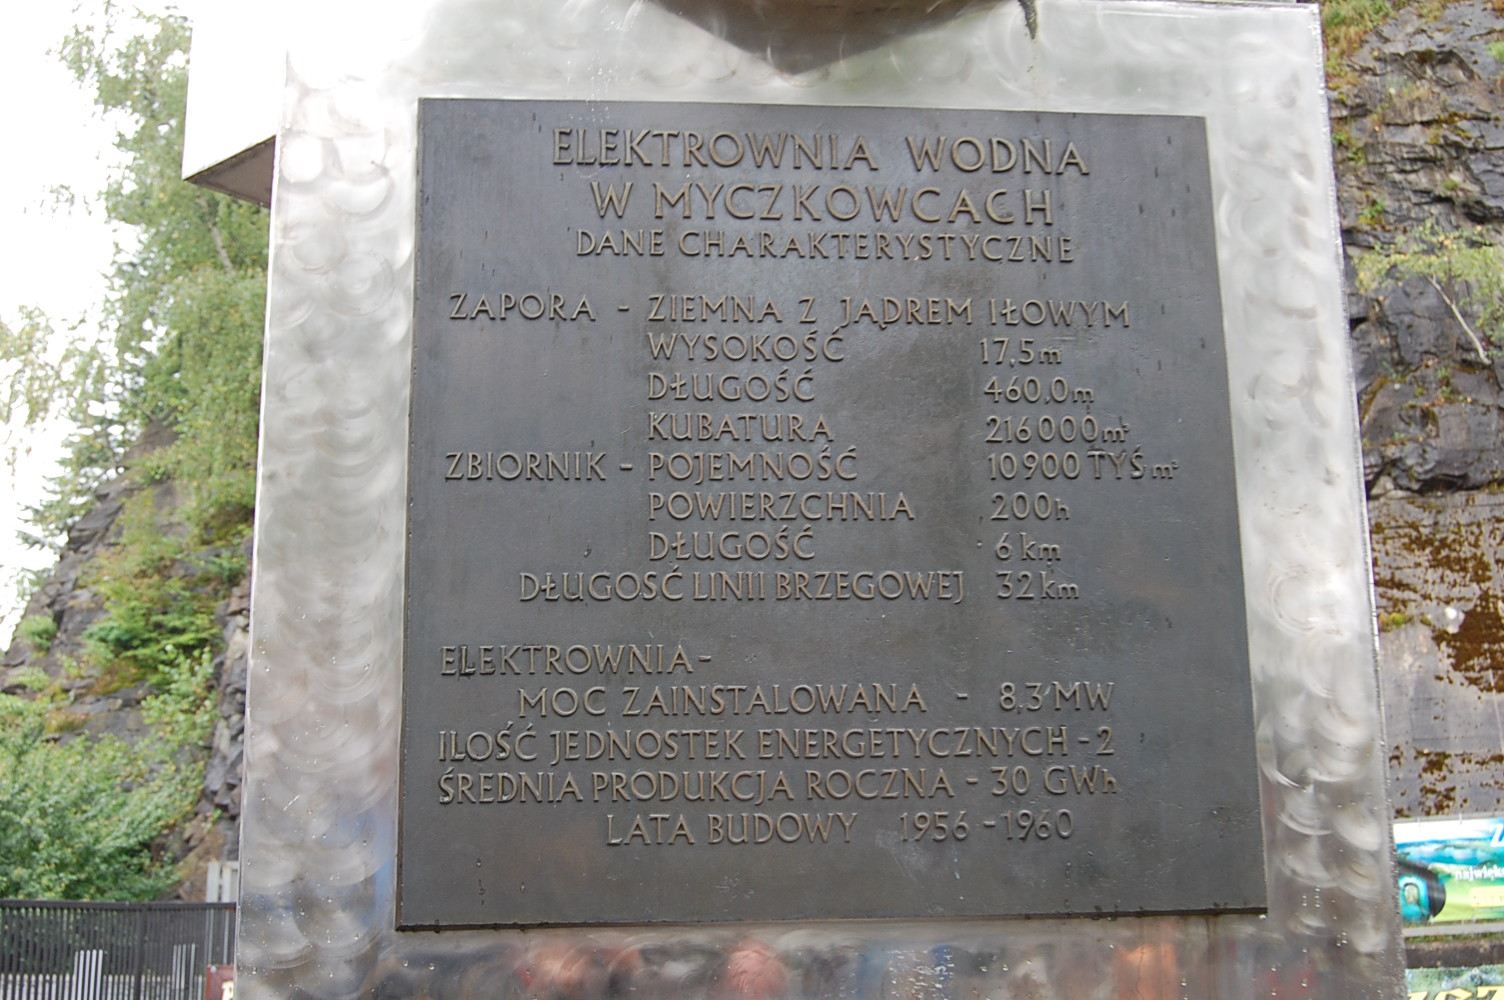 ELEKTROWNIA WODNA
W MYCZKOWCACH
DANE CHARAKTERYSTYCZNE
ZAPORA - ZIEMNA Z JĄDREM IŁOWYM
WYSOKOŚĆ 17,5m
DŁUGOŚĆ 460,0m
KUBATURA 216000m³
ZBIORNIK - POJEMNOŚĆ 10900 TYŚ m³
POWIERZCHNIA 200h
DŁUGOŚĆ 6 km
DŁUGOŚĆ LINII BRZEGOWEJ 32 km
ELEKTROWNIA-
MOC ZAINSTALOWANA - 8,3 MW
ILOŚĆ JEDNOSTEK ENERGETYCZNYCH-2
ŚREDNIA PRODUKCJA ROCZNA - 30 GWh
LATA BUDOWY 1956-1960